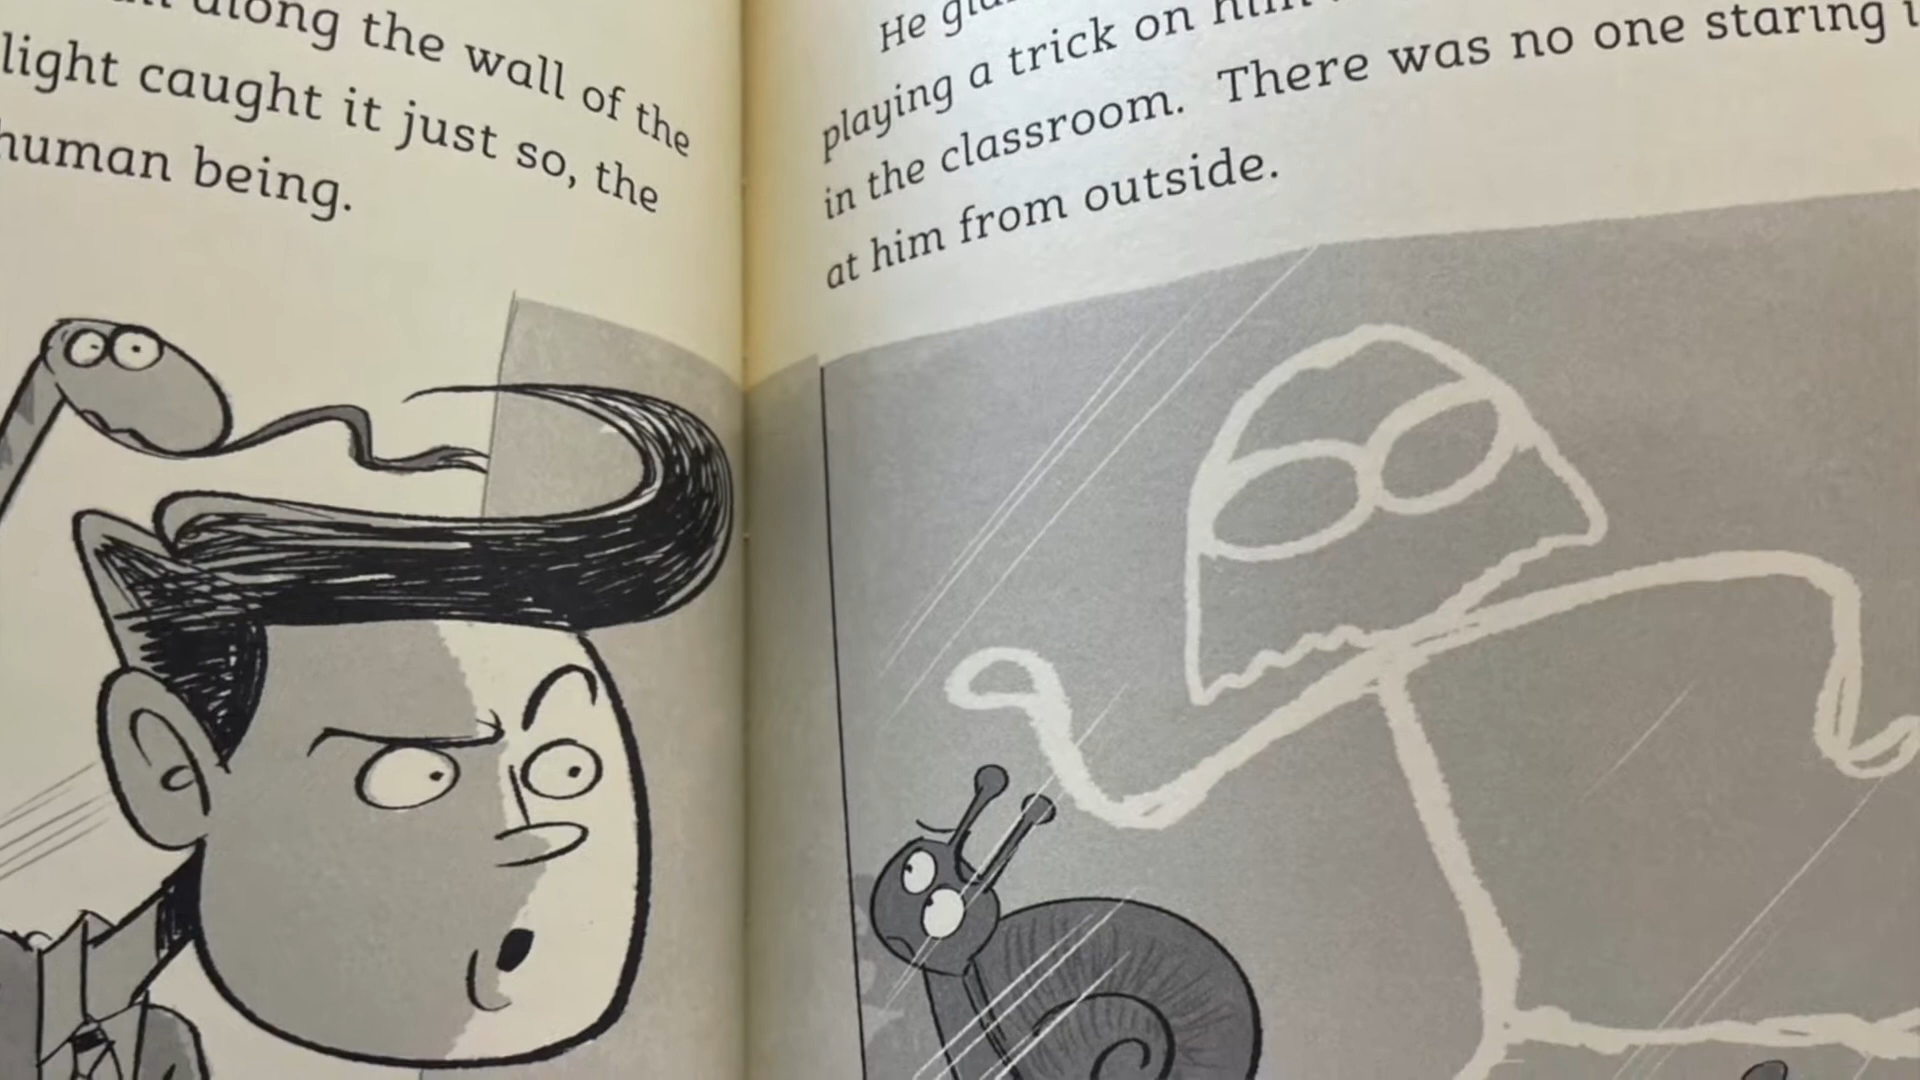 along the wall of the
light caught it just so, the
human being.
He
playing a trick on him
in the classroom. There was no one staring
at him from outside.